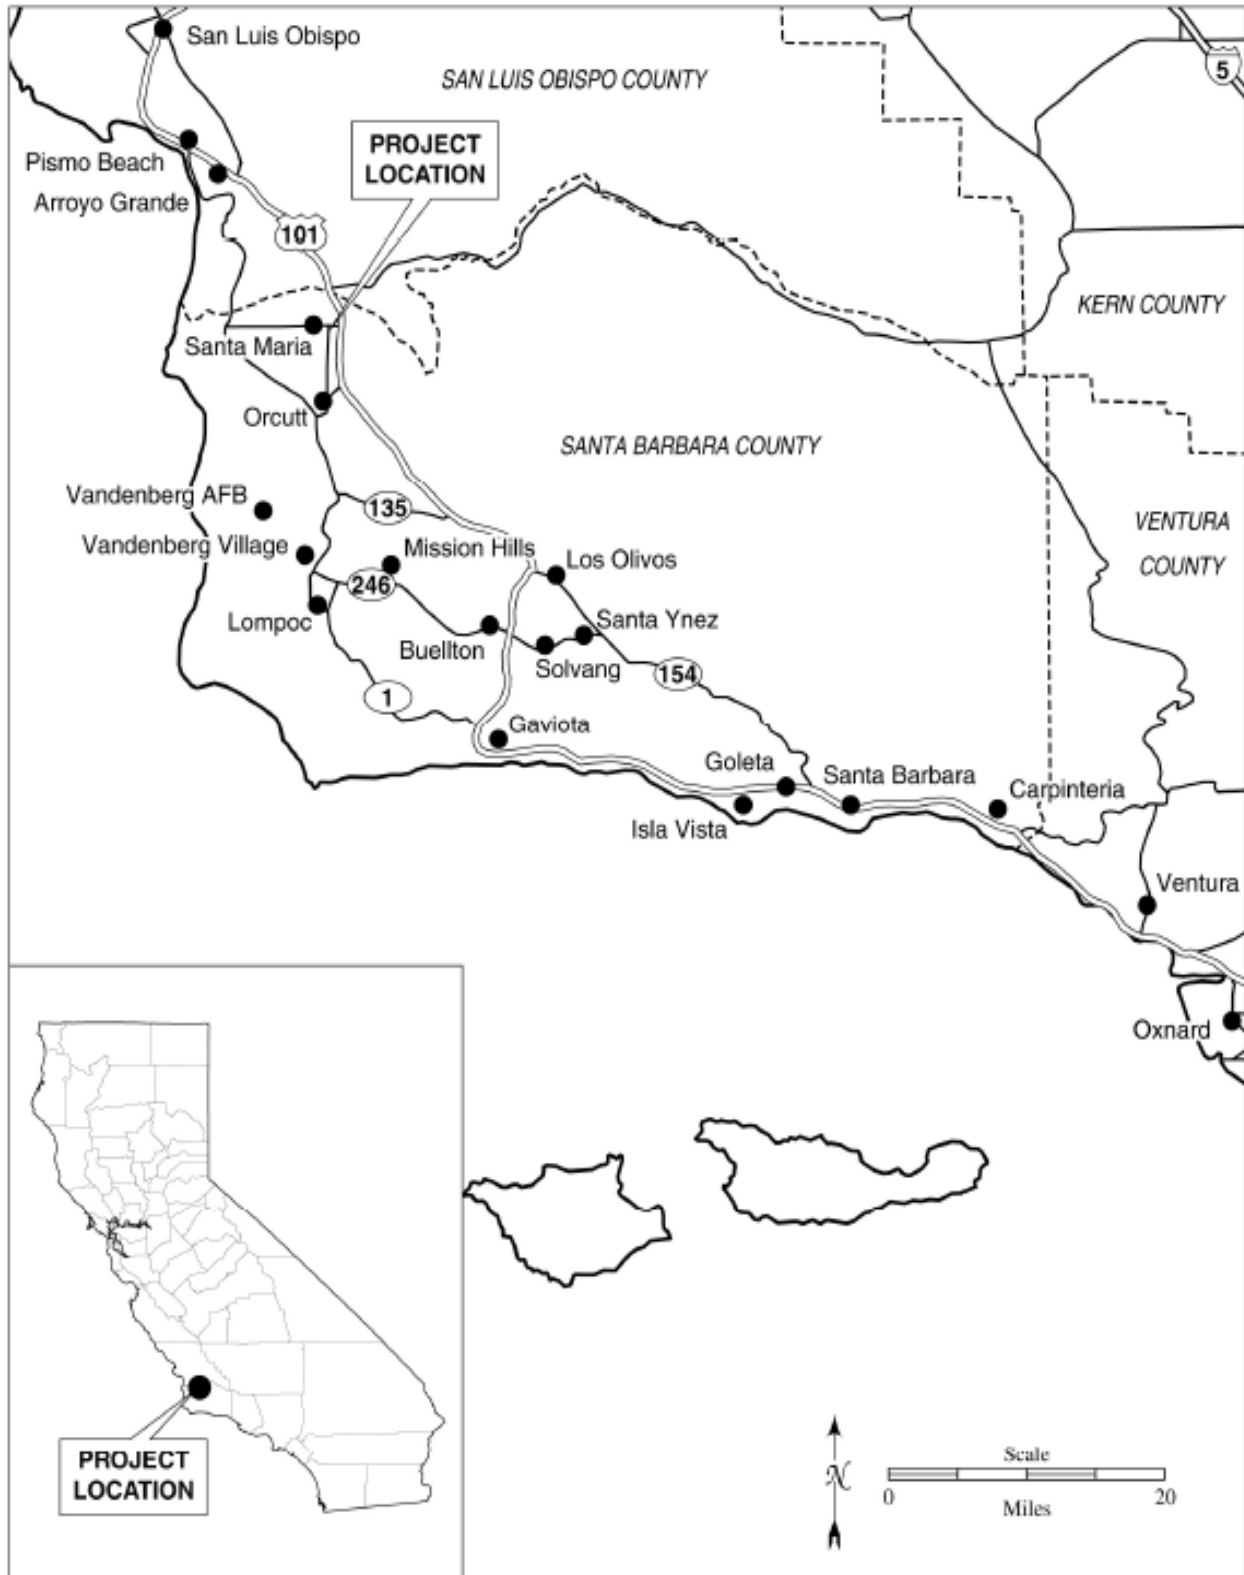 San Luis Obispo
SAN LUIS OBISPO COUNTY
5
PROJECT
LOCATION
Pismo Beach
Arroyo Grande
101
KERN COUNTY
Santa Maria
Orcutt
SANTA BARBARA COUNTY
Vandenberg AFB
135
VENTURA
COUNTY
Vandenberg Village
Mission Hills
Los Olivos
246
Lompoc
Santa Ynez
Buellton
Solvang
154
1
Gaviota
Goleta
Santa Barbara
Carpinteria
Isla Vista
Ventura
Oxnard
PROJECT
LOCATION
N
Scale
0
20
Miles